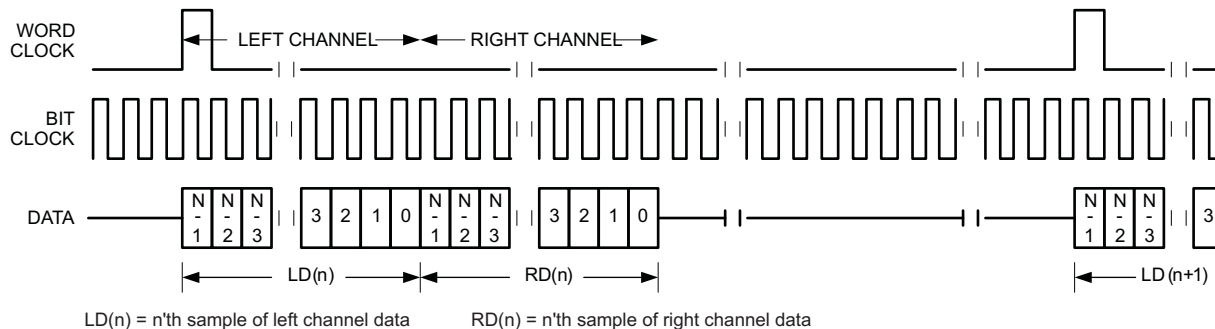 WORD
CLOCK
LEFT CHANNEL
RIGHT CHANNEL
BIT
CLOCK
DATA
N-1 N-2 N-3 3 2 1 0 N-1 N-2 N-3 3 2 1 0 N-1 N-2 N-3 3
LD(n) RD(n) LD(n+1)
LD(n) = n'th sample of left channel data RD(n) = n'th sample of right channel data